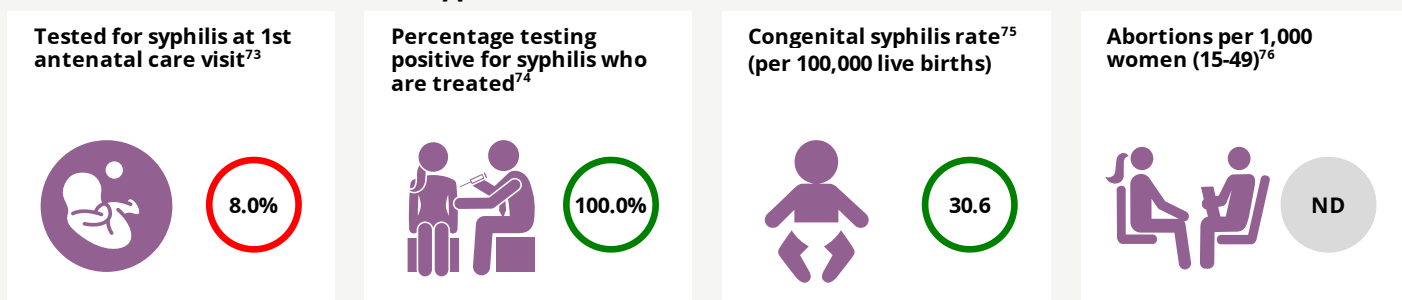 Tested for syphilis at 1st
antenatal care visit73
8.0%
Percentage testing
positive for syphilis who
are treated74
100.0%
Congenital syphilis rate75
(per 100,000 live births)
30.6
Abortions per 1,000
women (15-49)76
ND